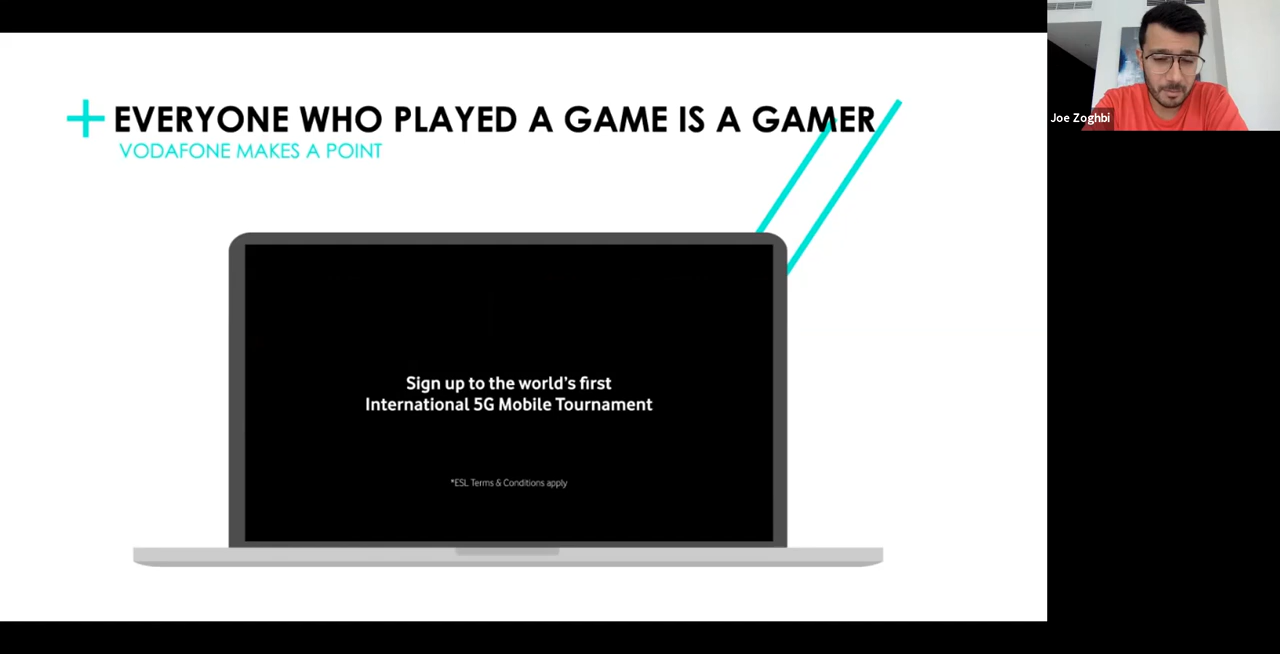 EVERYONE WHO PLAYED A GAME IS A GAMER
VODAFONE MAKES A POINT
Sign up to the world's first
International 5G Mobile Tournament
*ESL Terms & Conditions apply
Joe Zoghbi